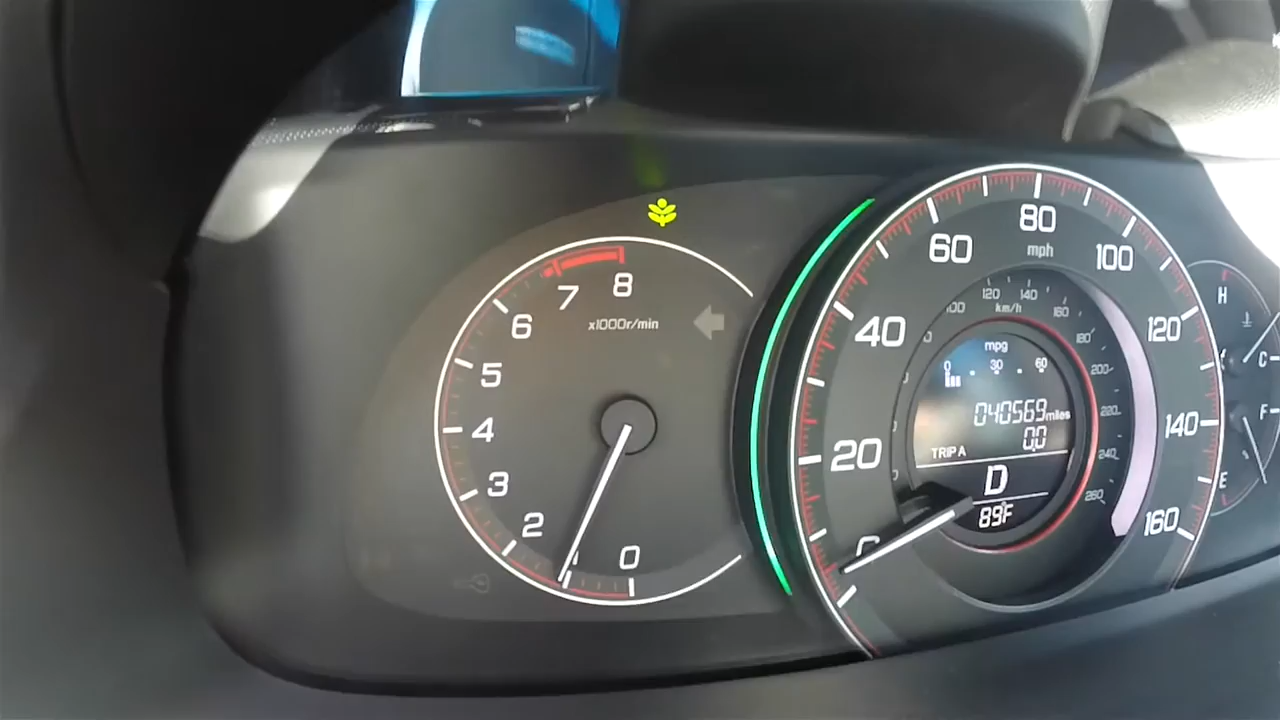 8
7
6
5
4
3
2
0
x1000r/min
20
40
60
80
100
120
140
160
mph
120
140
160
180
200
220
240
260
km/h
mpg
0 30 60
040569 miles
0.0
TRIP A
D
89F
H
C
F
E